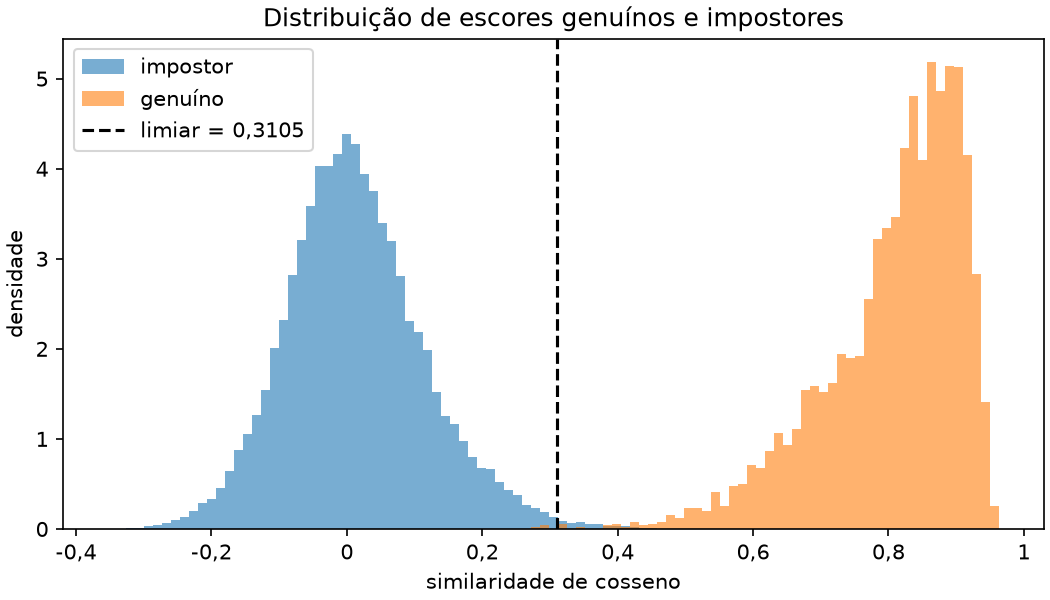 Distribuição de escores genuínos e impostores
impostor
genuíno
limiar = 0,3105
densidade
5
4
3
2
1
0
-0,4
-0,2
0
0,2
0,4
0,6
0,8
1
similaridade de cosseno